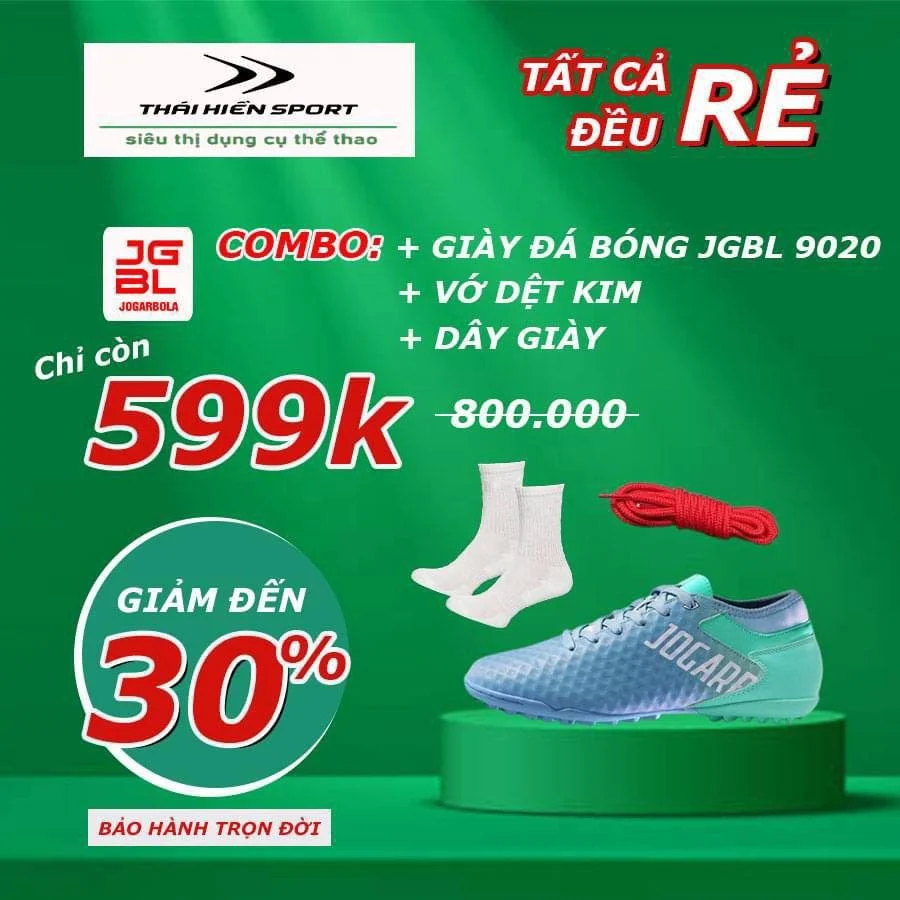 THÁI HIỀN SPORT
siêu thị dụng cụ thể thao
TẤT CẢ
ĐỀU RẺ
JG
BL
JOGARBOLA
COMBO: + GIÀY ĐÁ BÓNG JGBL 9020
+ VỚ DỆT KIM
+ DÂY GIÀY
Chỉ còn
599k 800.000
GIẢM ĐẾN
30%
JOGARB
BẢO HÀNH TRỌN ĐỜI